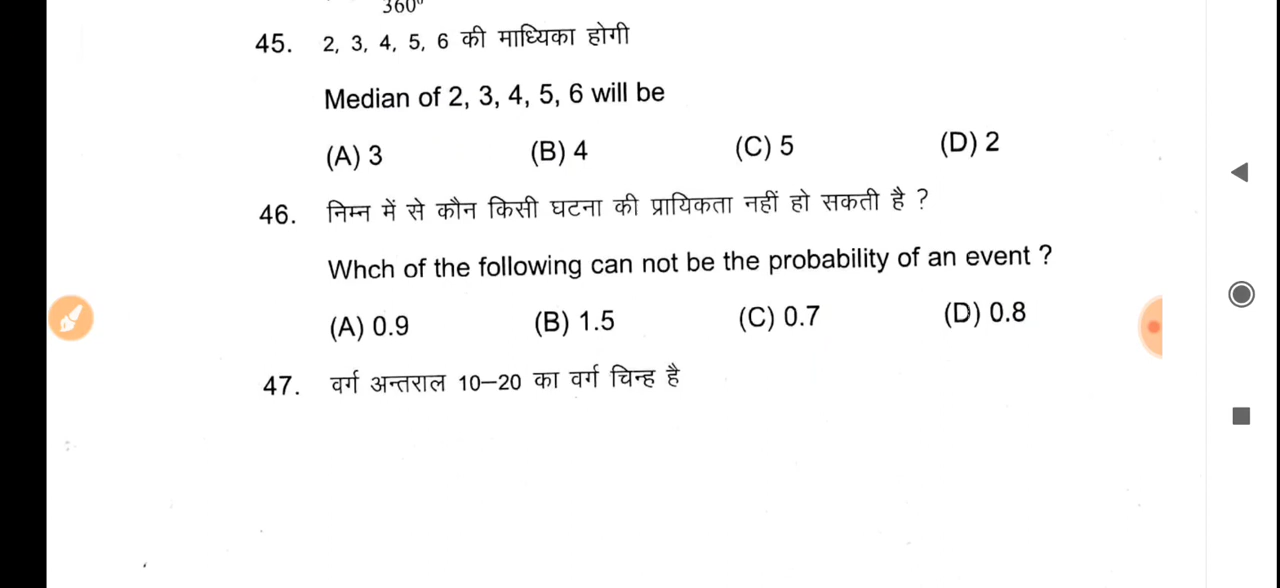 360°
45. 2, 3, 4, 5, 6 की माध्यिका होगी
Median of 2, 3, 4, 5, 6 will be
(A) 3 (B) 4 (C) 5 (D) 2
46. निम्न में से कौन किसी घटना की प्रायिकता नहीं हो सकती है ?
Whch of the following can not be the probability of an event ?
(A) 0.9 (B) 1.5 (C) 0.7 (D) 0.8
47. वर्ग अन्तराल 10–20 का वर्ग चिन्ह है